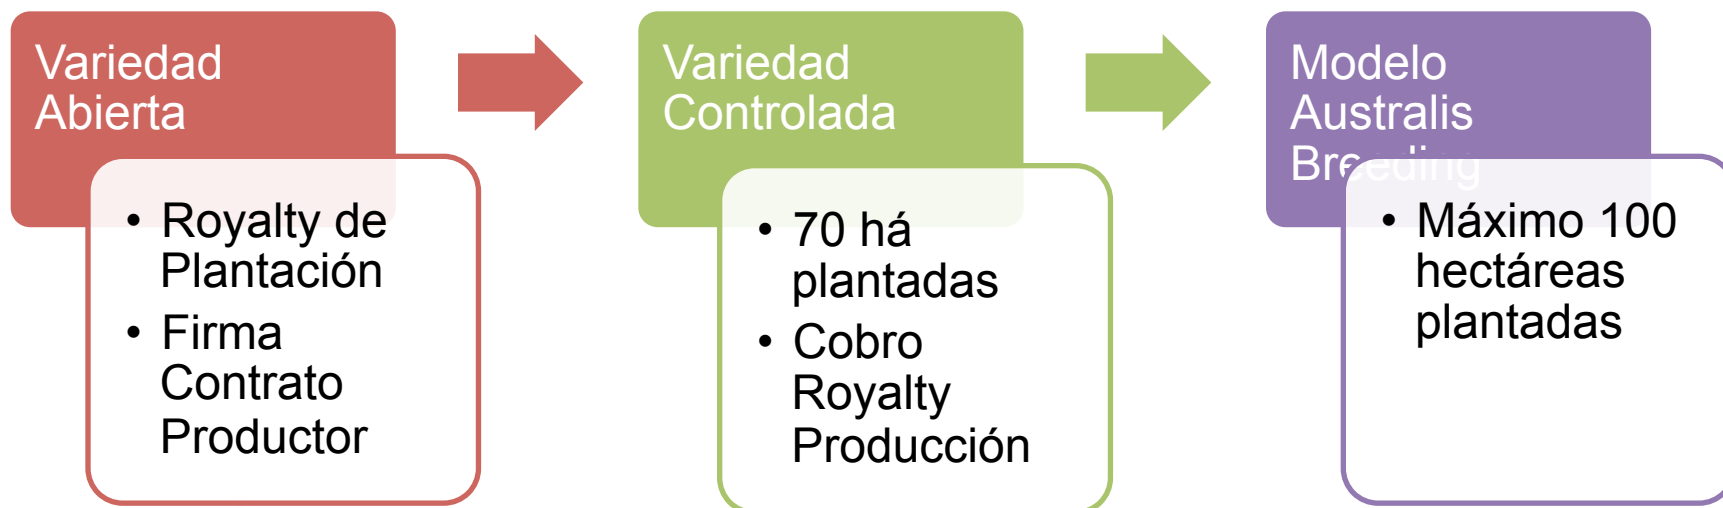 Variedad
Abierta
• Royalty de
Plantación
• Firma
Contrato
Productor
Variedad
Controlada
• 70 há
plantadas
• Cobro
Royalty
Producción
Modelo
Australis
Breeding
• Máximo 100
hectáreas
plantadas